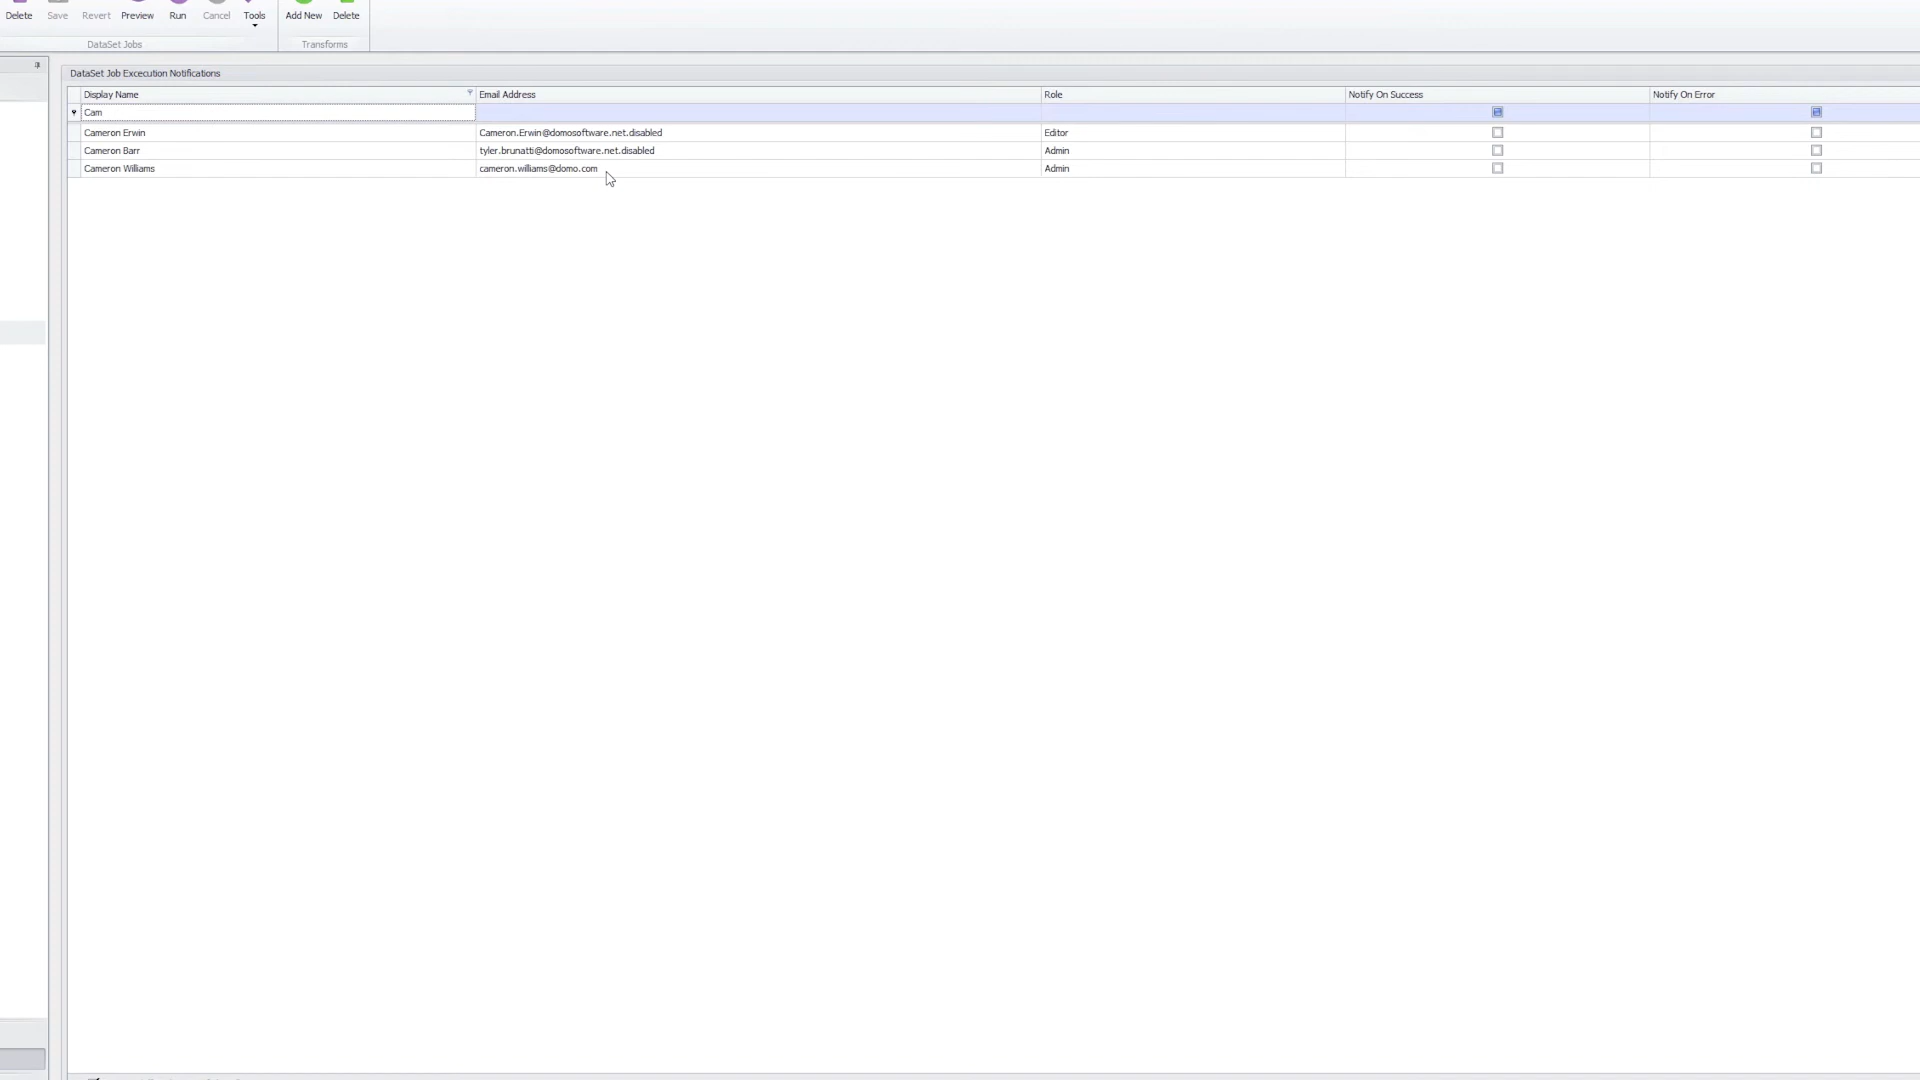 Delete Save Revert Preview Run Cancel Tools Add New Delete
DataSet Jobs Transforms
DataSet Job Excecution Notifications
Display Name Email Address Role Notify On Success Notify On Error
Cam
Cameron Erwin Cameron.Erwin@domosoftware.net.disabled Editor
Cameron Barr tyler.brunatti@domosoftware.net.disabled Admin
Cameron Williams cameron.williams@domo.com Admin